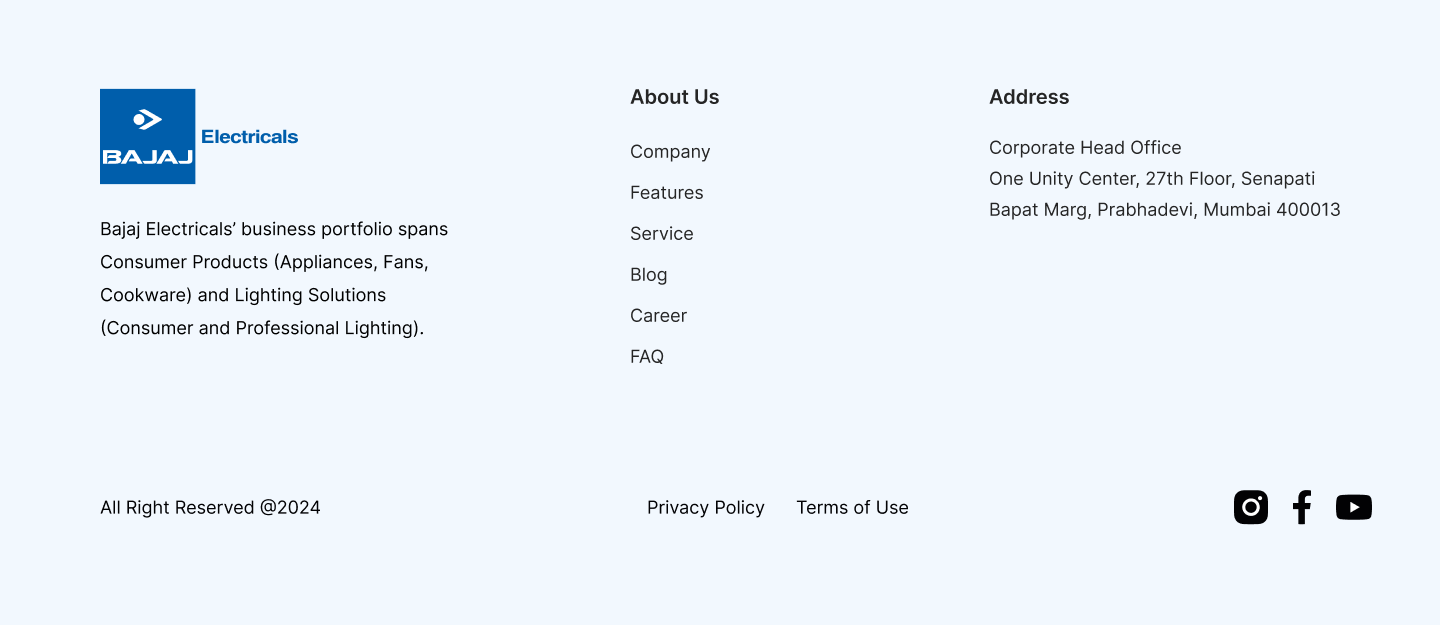 BAJAJ Electricals
Bajaj Electricals’ business portfolio spans
Consumer Products (Appliances, Fans,
Cookware) and Lighting Solutions
(Consumer and Professional Lighting).
About Us
Company
Features
Service
Blog
Career
FAQ
Address
Corporate Head Office
One Unity Center, 27th Floor, Senapati
Bapat Marg, Prabhadevi, Mumbai 400013
All Right Reserved @2024
Privacy Policy
Terms of Use